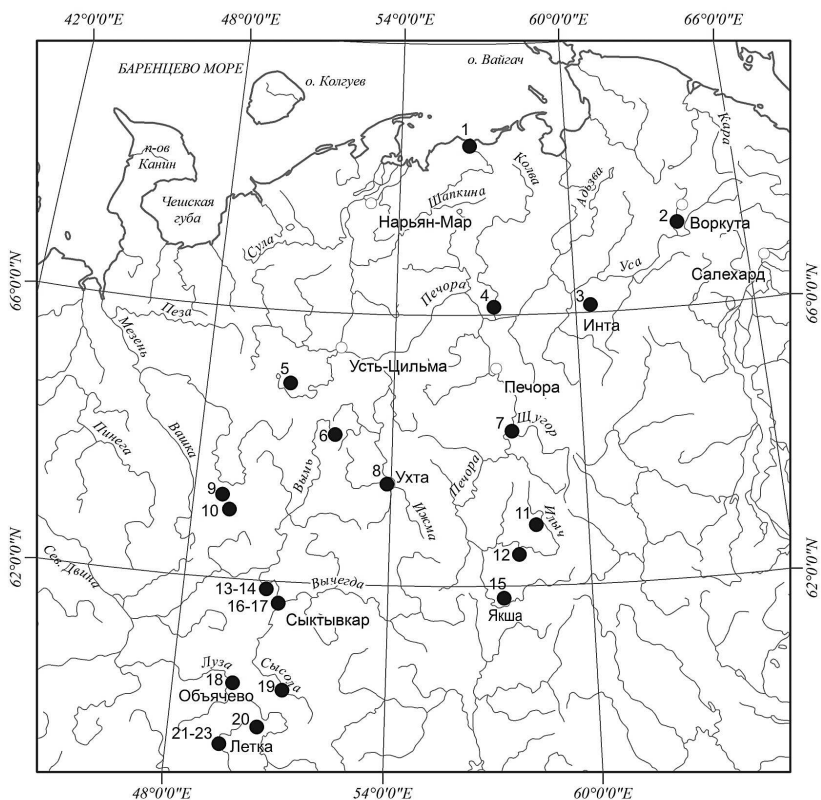 42°0'0"E 48°0'0"E 54°0'0"E 60°0'0"E 66°0'0"E
БАРЕНЦЕВО МОРЕ
о. Колгуев
о. Вайгач
п-ов
Канин
Чешская
губа
1
Кара
Колва
Адьзва
Шапкина
Нарьян-Мар
2
Воркута
Сула
Уса
Салехард
66°0'0"N
66°0'0"N
Печора
4
3
Инта
Пеза
Мезень
Усть-Цильма
5
Печора
Пинега
Вашка
6
7
Щугор
Вымь
8
Ухта
Печора
9
10
Ижма
11
Илыч
12
62°0'0"N
62°0'0"N
Сев. Двина
Вычегда
13-14
16-17
Сыктывкар
15
Якша
Луза
18
Объячево
Сысола
19
20
21-23
Летка
48°0'0"E 54°0'0"E 60°0'0"E